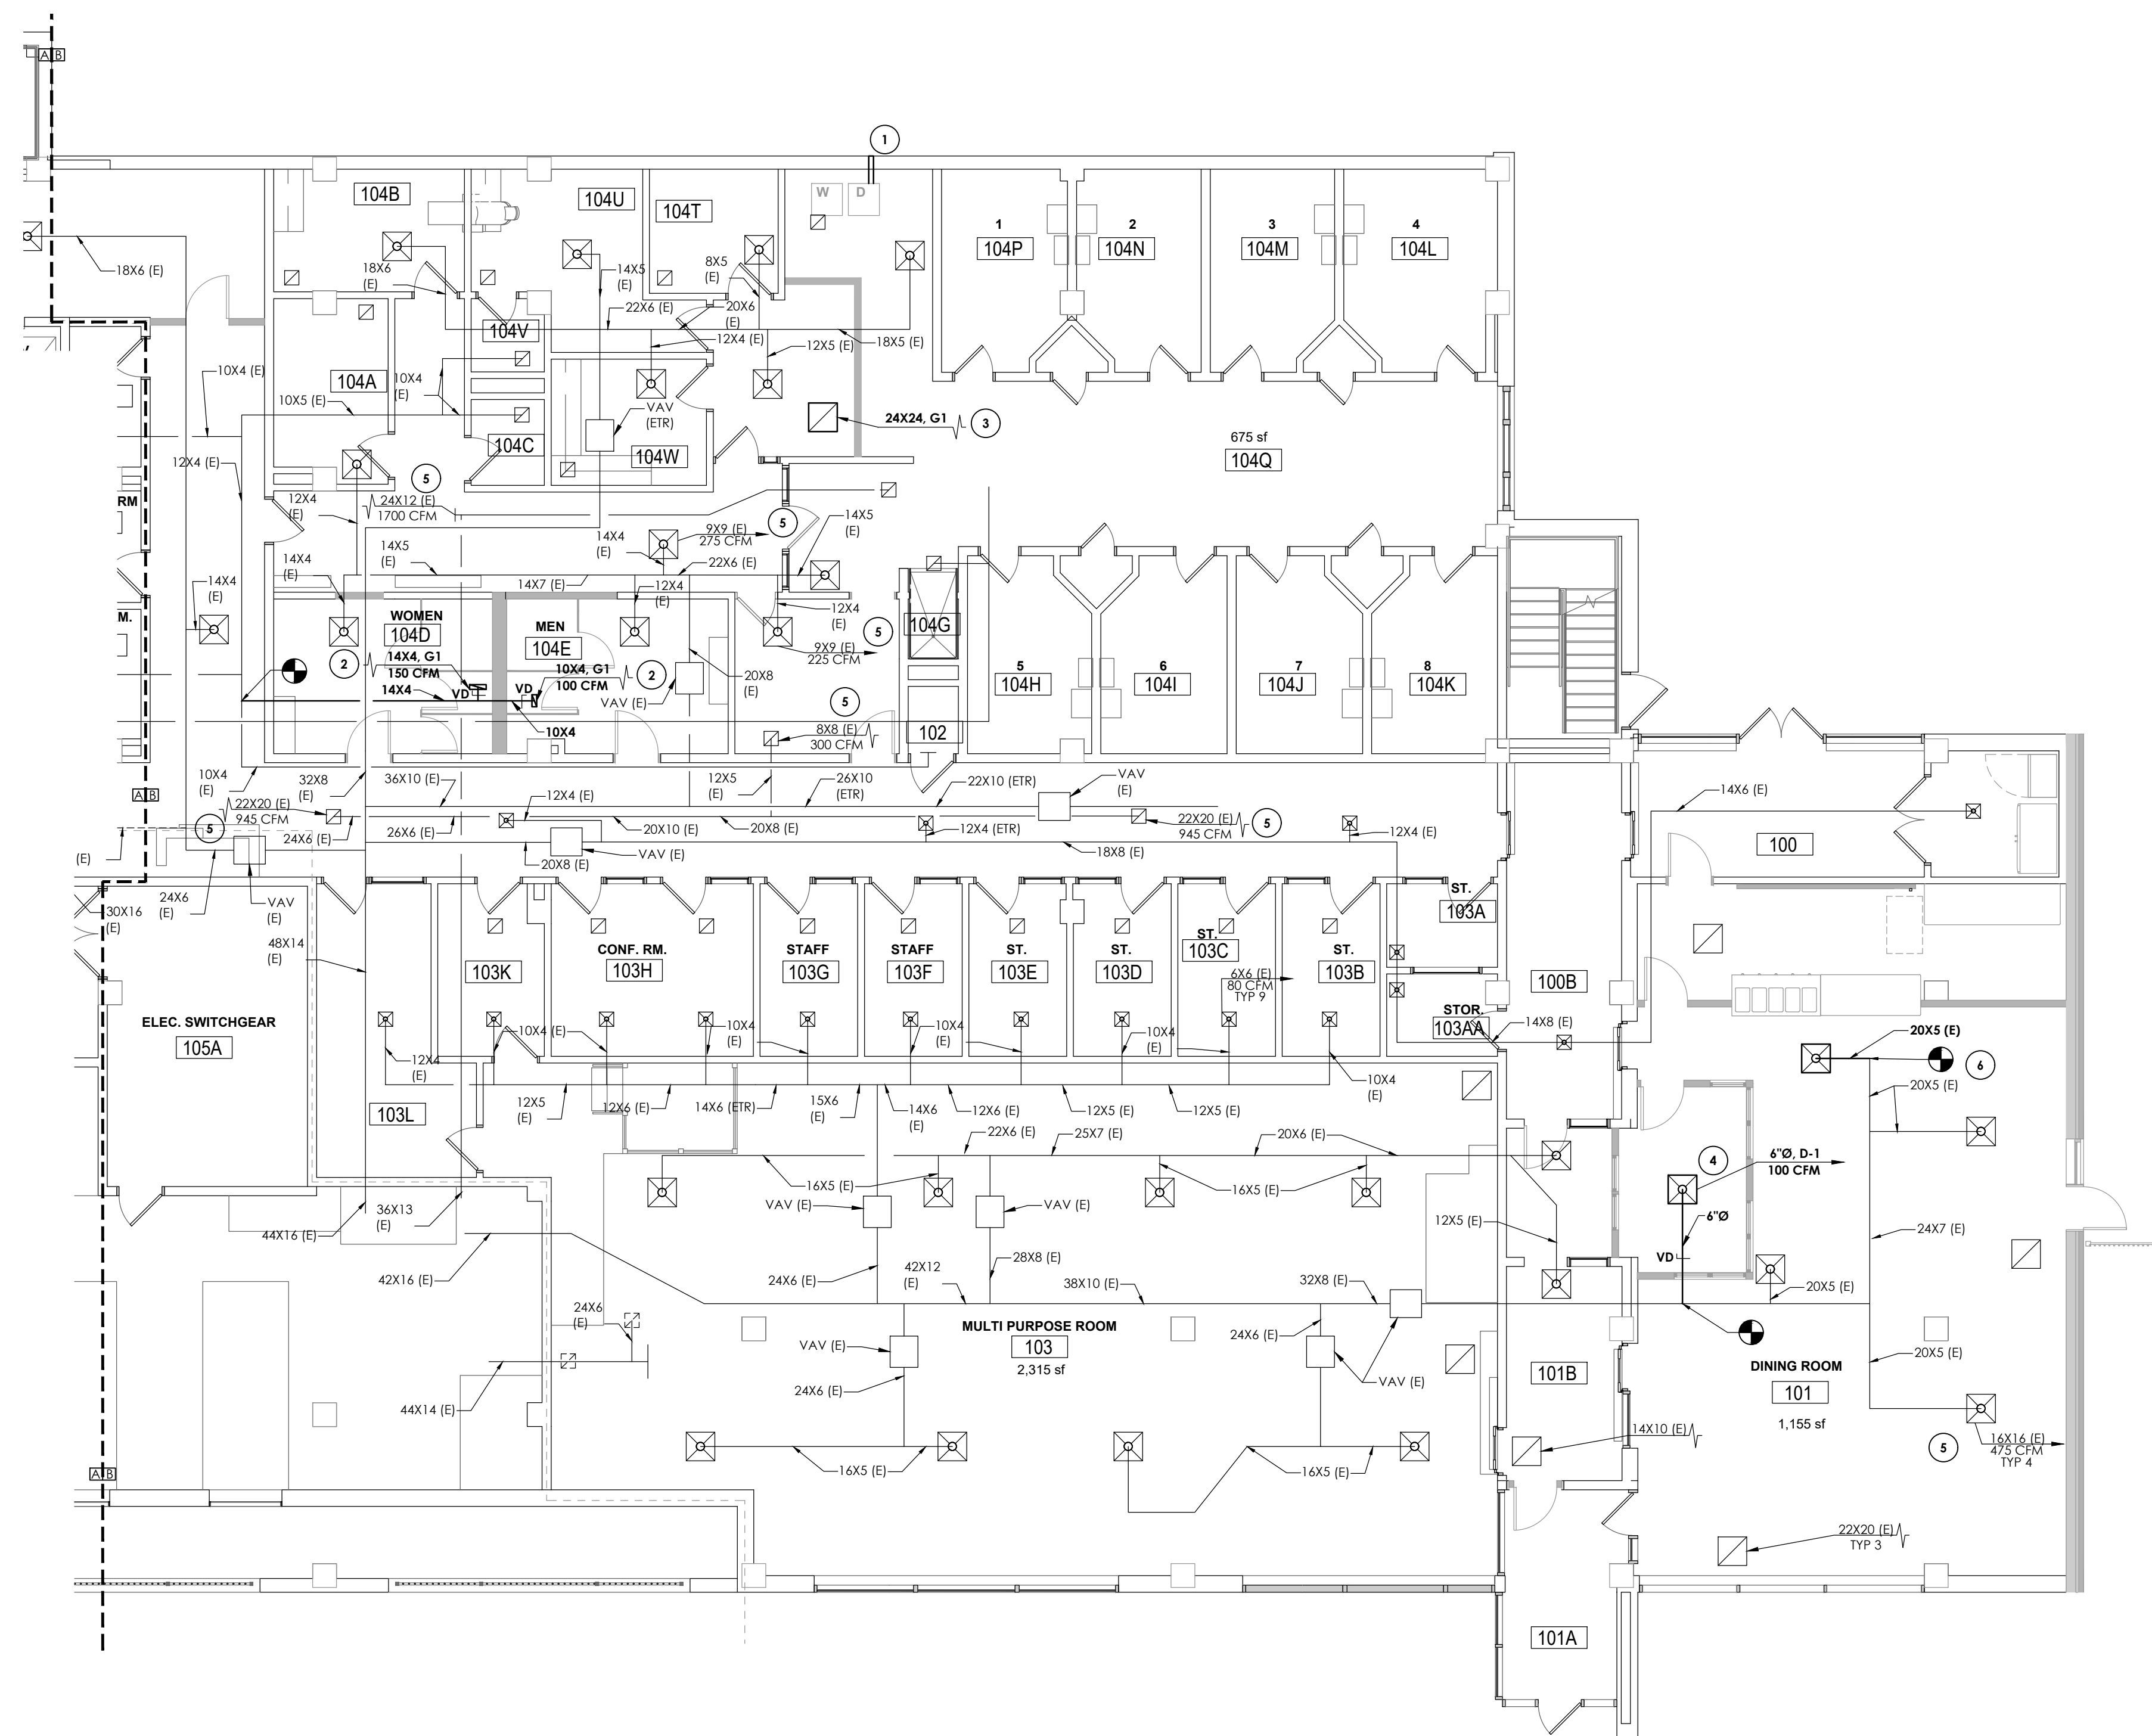 A B
1
104B
104U
104T
W
D
1
104P
2
104N
3
104M
4
104L
18X6 (E)
18X6
(E)
14X5
(E)
8X5
(E)
22X6 (E)
20X6
(E)
104V
12X4 (E)
12X5 (E)
18X5 (E)
10X4 (E)
104A
10X4
(E)
10X5 (E)
VAV
(ETR)
24X24, G1
3
675 sf
104Q
104C
104W
12X4 (E)
5
RM
12X4
(E)
24X12 (E)
1700 CFM
9X9 (E)
275 CFM
5
14X5
(E)
14X4
(E)
14X5
(E)
14X4
(E)
22X6 (E)
14X4
(E)
14X7 (E)
12X4
(E)
12X4
(E)
M.
WOMEN
104D
MEN
104E
104G
5
9X9 (E)
225 CFM
2
14X4, G1
150 CFM
10X4, G1
100 CFM
2
5
104H
6
104I
7
104J
8
104K
14X4
VD
VD
VAV (E)
20X8
(E)
5
10X4
8X8 (E)
300 CFM
102
10X4
(E)
32X8
(E)
36X10 (E)
12X5
(E)
26X10
(ETR)
22X10 (ETR)
VAV
(E)
14X6 (E)
A B
22X20 (E)
945 CFM
12X4 (E)
22X20 (E)
945 CFM
5
5
24X6 (E)
26X6 (E)
20X10 (E)
20X8 (E)
12X4 (ETR)
12X4 (E)
(E)
20X8 (E)
VAV (E)
18X8 (E)
100
24X6
(E)
VAV
(E)
30X16
(E)
ST.
103A
48X14
(E)
103K
CONF. RM.
103H
STAFF
103G
STAFF
103F
ST.
103E
ST.
103D
ST.
103C
ST.
103B
6X6 (E)
80 CFM
TYP 9
100B
ELEC. SWITCHGEAR
105A
STOR.
103AA
14X8 (E)
20X5 (E)
10X4 (E)
10X4
(E)
10X4
(E)
10X4
(E)
12X4
(E)
6
10X4
(E)
20X5 (E)
103L
12X5
(E)
12X6 (E)
14X6 (ETR)
15X6
(E)
14X6
(E)
12X6 (E)
12X5 (E)
12X5 (E)
22X6 (E)
25X7 (E)
20X6 (E)
4
6"Ø, D-1
100 CFM
16X5 (E)
16X5 (E)
VAV (E)
VAV (E)
36X13
(E)
44X16 (E)
12X5 (E)
6"Ø
24X7 (E)
VD
42X16 (E)
24X6 (E)
42X12
(E)
28X8 (E)
38X10 (E)
32X8 (E)
20X5 (E)
24X6
(E)
MULTI PURPOSE ROOM
103
2,315 sf
VAV (E)
24X6 (E)
VAV (E)
20X5 (E)
DINING ROOM
101
1,155 sf
101B
24X6 (E)
44X14 (E)
14X10 (E)
16X16 (E)
475 CFM
TYP 4
5
A B
16X5 (E)
16X5 (E)
22X20 (E)
TYP 3
101A